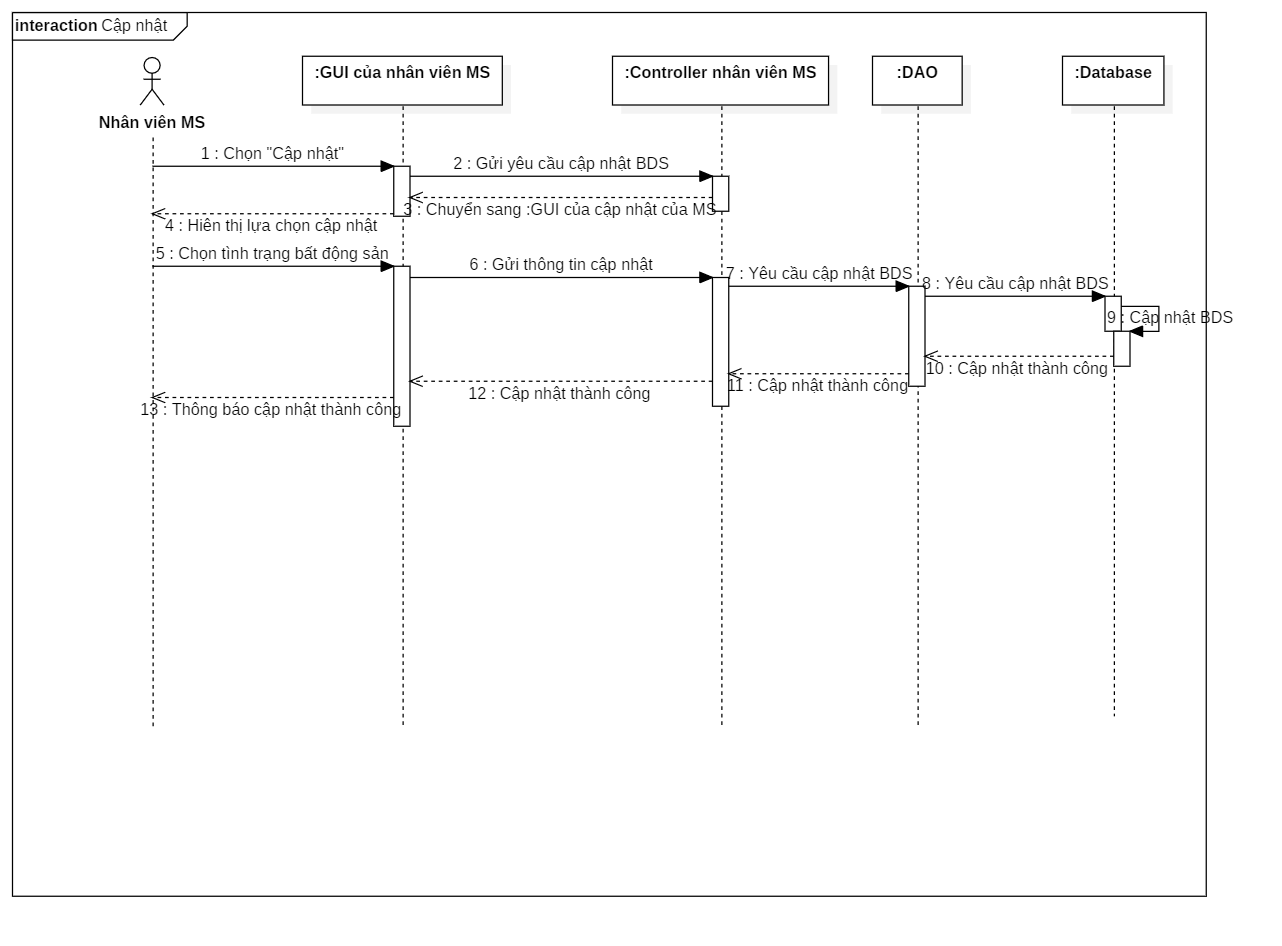 interaction Cập nhật
:GUI của nhân viên MS
:Controller nhân viên MS
:DAO
:Database
Nhân viên MS
1 : Chọn "Cập nhật"
2 : Gửi yêu cầu cập nhật BDS
3 : Chuyển sang :GUI của cập nhật của MS
4 : Hiên thị lựa chọn cập nhật
5 : Chọn tình trạng bất động sản
6 : Gửi thông tin cập nhật
7 : Yêu cầu cập nhật BDS
8 : Yêu cầu cập nhật BDS
9 : Cập nhật BDS
10 : Cập nhật thành công
11 : Cập nhật thành công
12 : Cập nhật thành công
13 : Thông báo cập nhật thành công